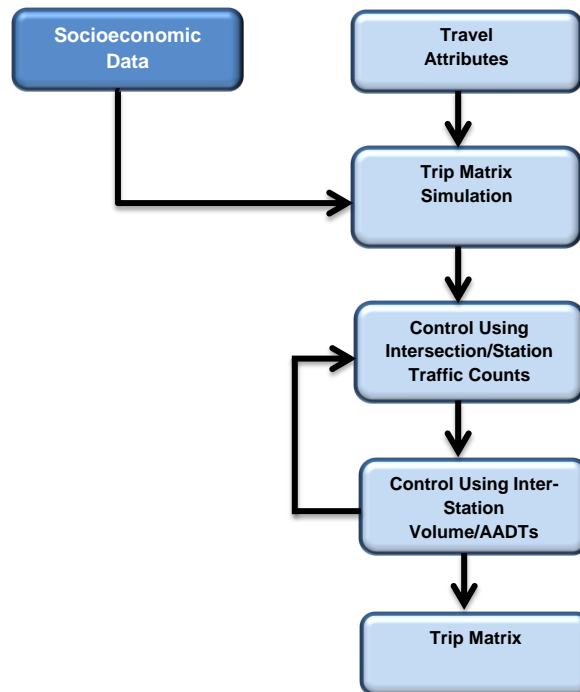 Socioeconomic
Data
Travel
Attributes
Trip Matrix
Simulation
Control Using
Intersection/Station
Traffic Counts
Control Using Inter-
Station
Volume/AADTs
Trip Matrix